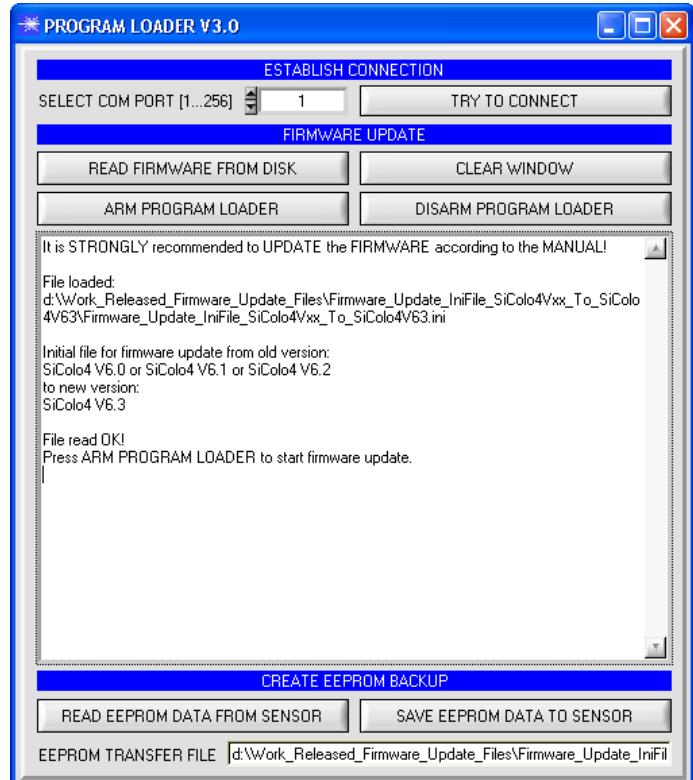 PROGRAM LOADER V3.0
ESTABLISH CONNECTION
SELECT COM PORT [1...256] 1 TRY TO CONNECT
FIRMWARE UPDATE
READ FIRMWARE FROM DISK CLEAR WINDOW
ARM PROGRAM LOADER DISARM PROGRAM LOADER
It is STRONGLY recommended to UPDATE the FIRMWARE according to the MANUAL!
File loaded:
d:\Work_Released_Firmware_Update_Files\Firmware_Update_IniFile_SiColo4Vxx_To_SiColo
4V63\Firmware_Update_IniFile_SiColo4Vxx_To_SiColo4V63.ini
Initial file for firmware update from old version:
SiColo4 V6.0 or SiColo4 V6.1 or SiColo4 V6.2
to new version:
SiColo4 V6.3
File read OK!
Press ARM PROGRAM LOADER to start firmware update.
CREATE EEPROM BACKUP
READ EEPROM DATA FROM SENSOR SAVE EEPROM DATA TO SENSOR
EEPROM TRANSFER FILE d:\Work_Released_Firmware_Update_Files\Firmware_Update_IniFil